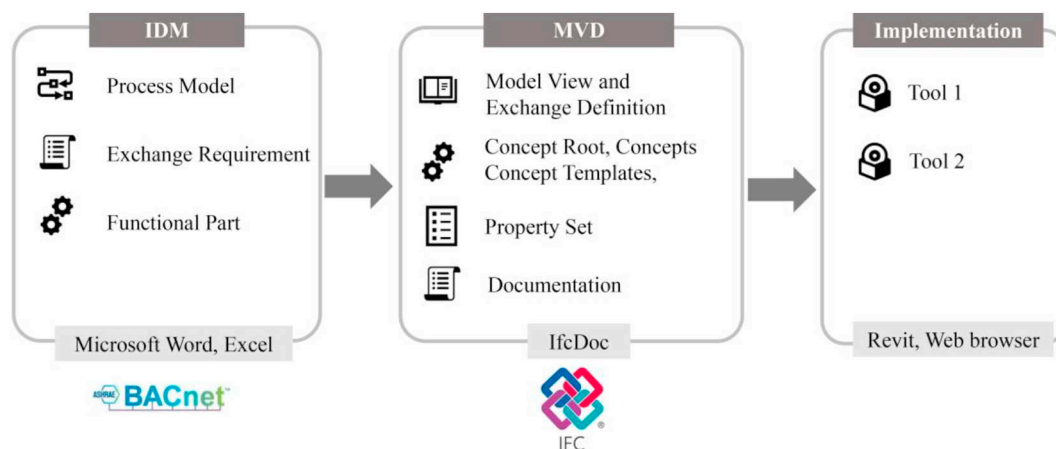 IDM
Process Model
Exchange Requirement
Functional Part
Microsoft Word, Excel
ASHRAE BACnet™
MVD
Model View and
Exchange Definition
Concept Root, Concepts
Concept Templates,
Property Set
Documentation
IfcDoc
®
IFC
Implementation
Tool 1
Tool 2
Revit, Web browser